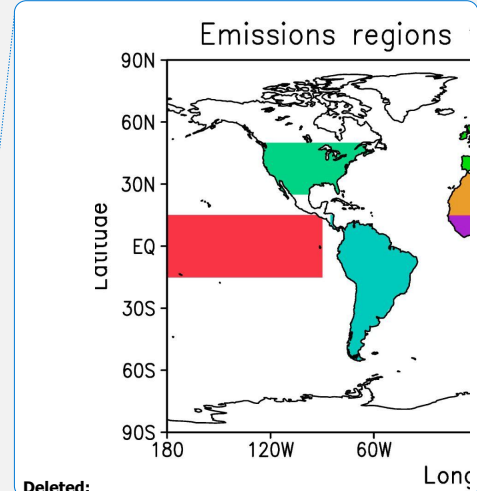 Emissions regions
90N
60N
30N
Latitude
EQ
30S
60S
90S
180 120W 60W
Deleted: